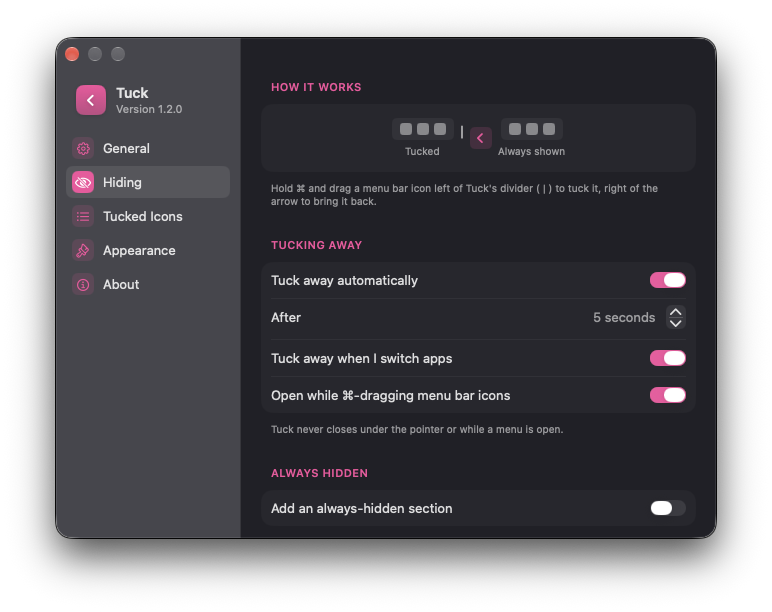 Tuck
Version 1.2.0
General
Hiding
Tucked Icons
Appearance
About
HOW IT WORKS
Tucked
Always shown
Hold ⌘ and drag a menu bar icon left of Tuck's divider ( | ) to tuck it, right of the
arrow to bring it back.
TUCKING AWAY
Tuck away automatically
After
5 seconds
Tuck away when I switch apps
Open while ⌘-dragging menu bar icons
Tuck never closes under the pointer or while a menu is open.
ALWAYS HIDDEN
Add an always-hidden section